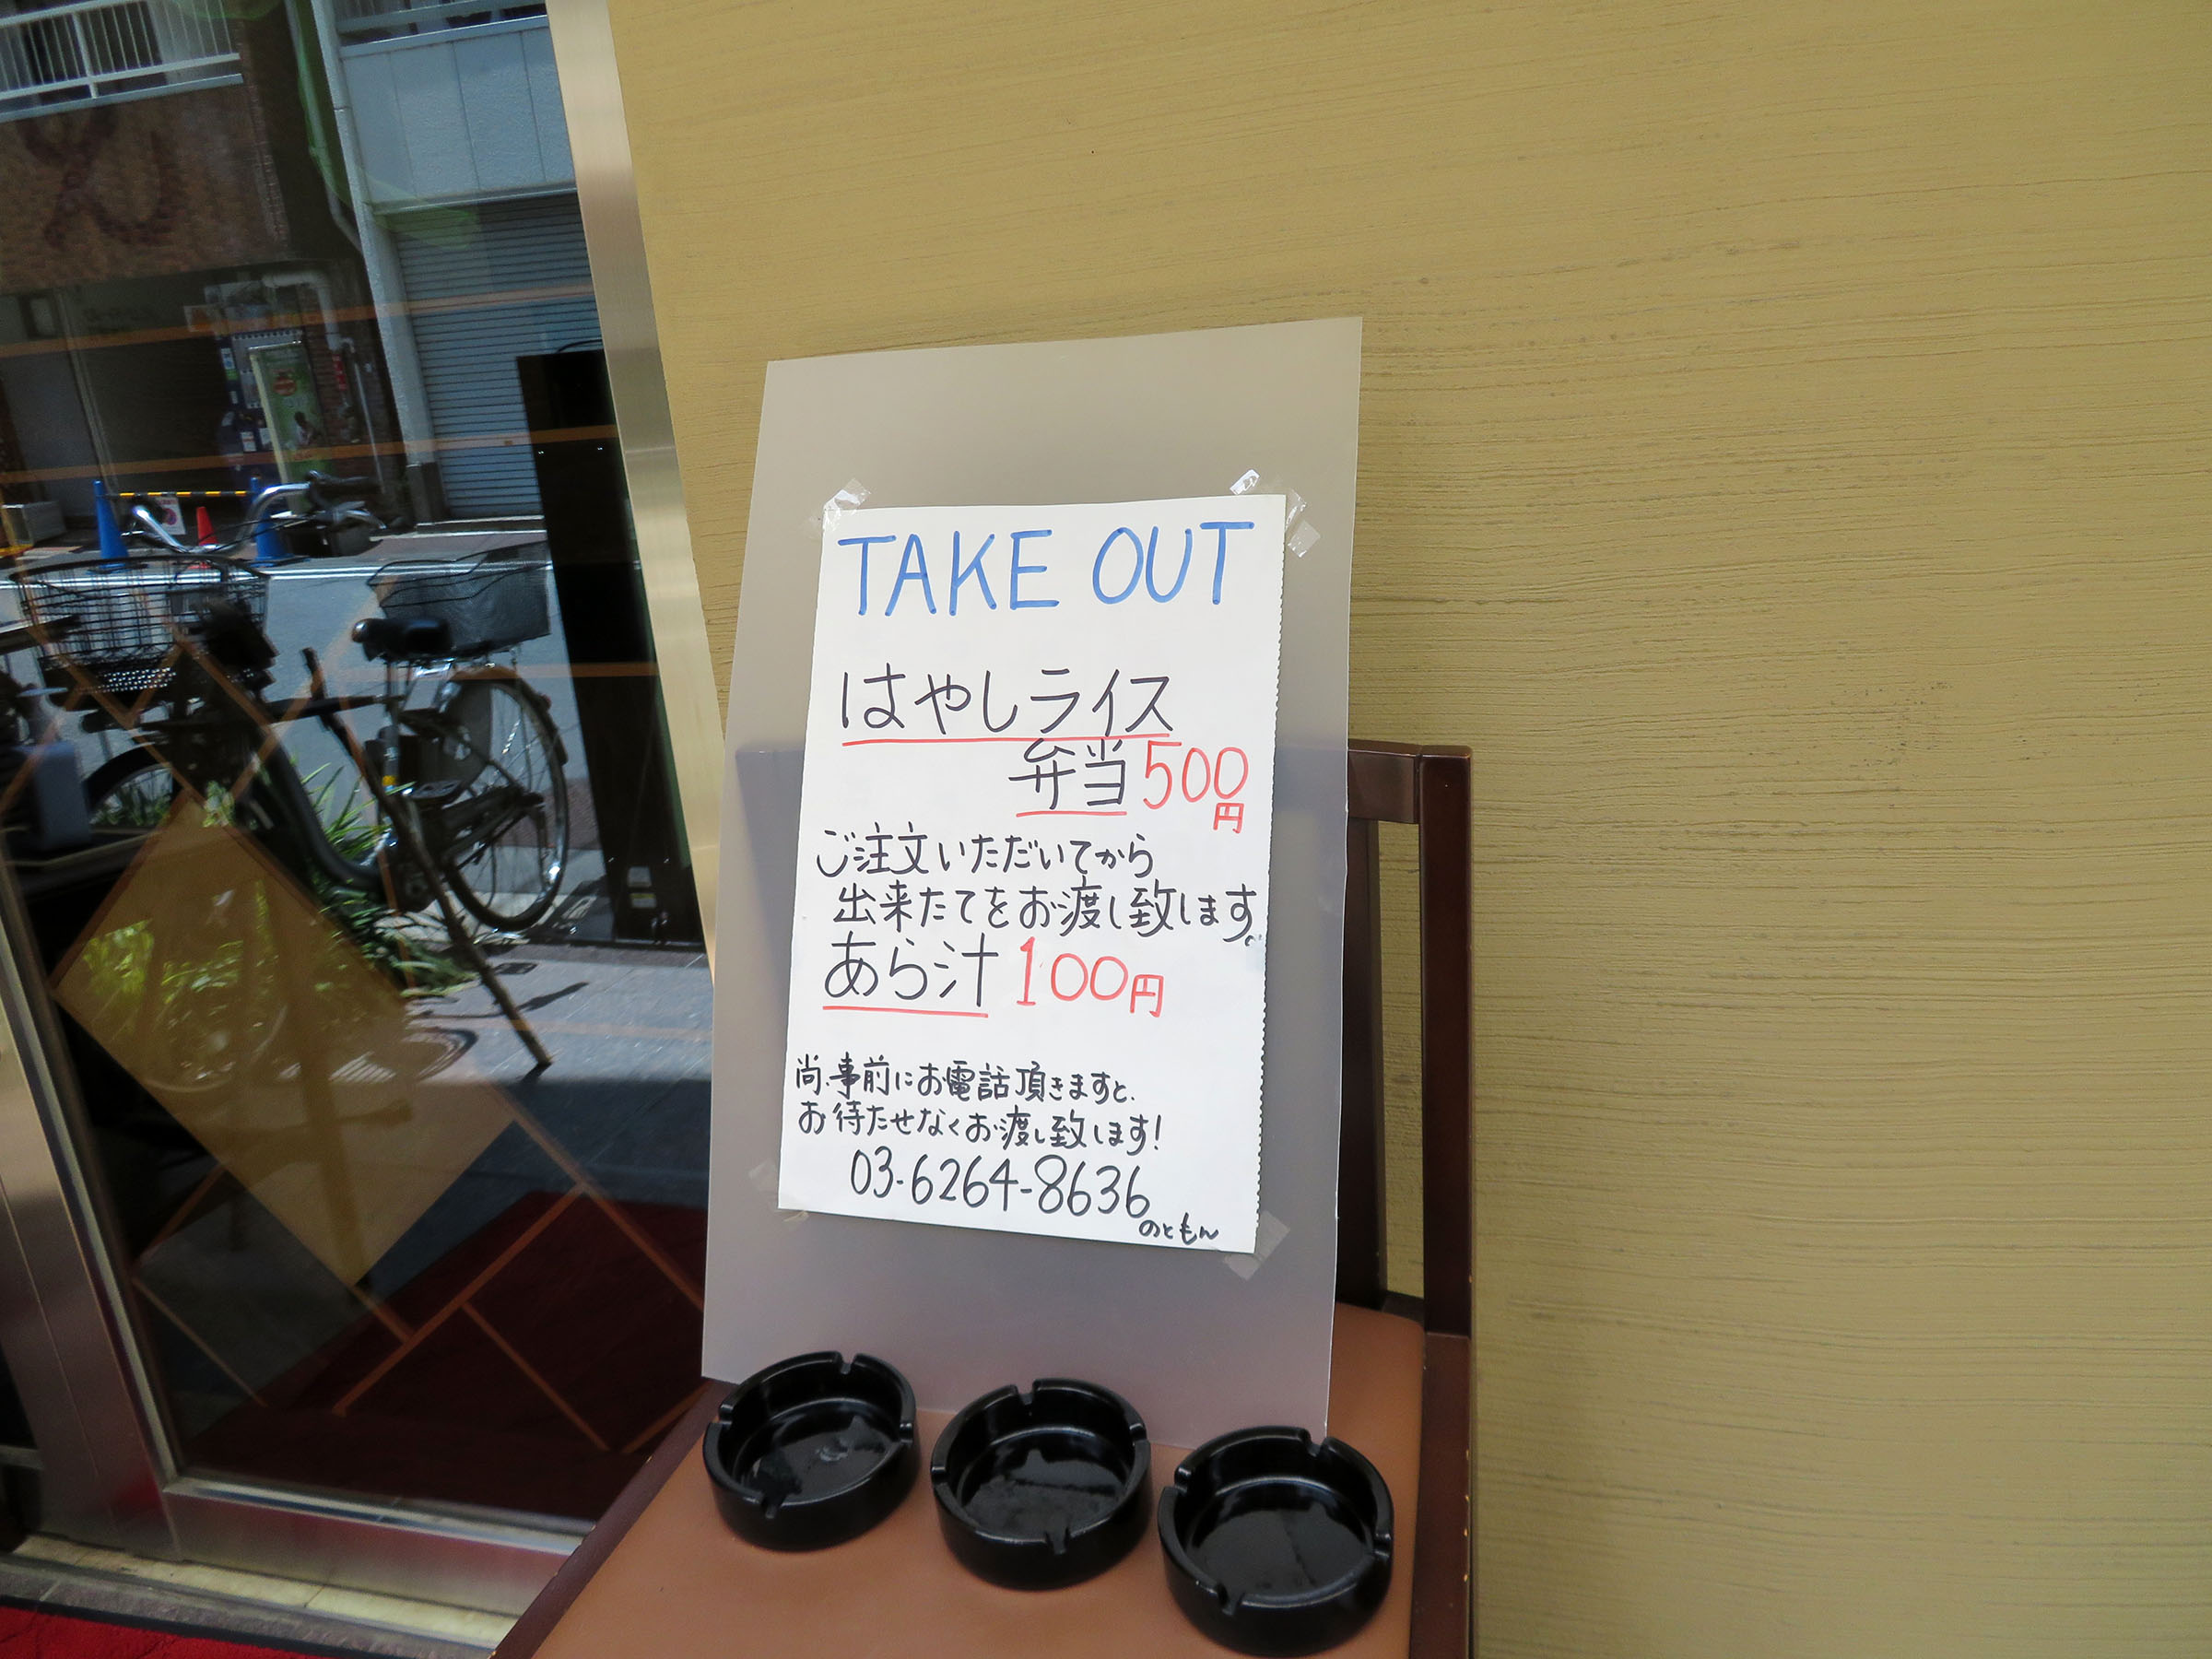 TAKE OUT
はやしライス
弁当500円
ご注文いただいてから
出来たてをお渡し致します。
あら汁 100円
尚、事前にお電話頂きますと、
お待たせなくお渡し致します!
03-6264-8636
のともん